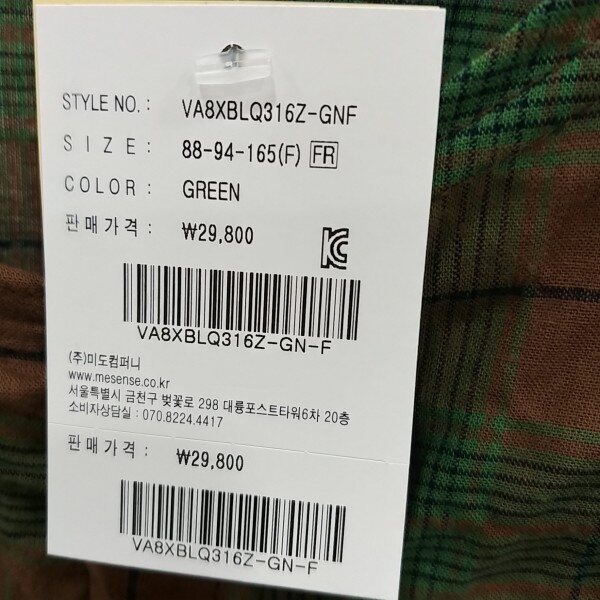 STYLE NO. : VA8XBLQ316Z-GNF
SIZE : 88-94-165(F) FR
COLOR : GREEN
판매가격 : ₩29,800
KC
VA8XBLQ316Z-GN-F
(주)미도컴퍼니
www.mesense.co.kr
서울특별시 금천구 벚꽃로 298 대륭포스트타워6차 20층
소비자상담실 : 070.8224.4417
판매가격 : ₩29,800
VA8XBLQ316Z-GN-F